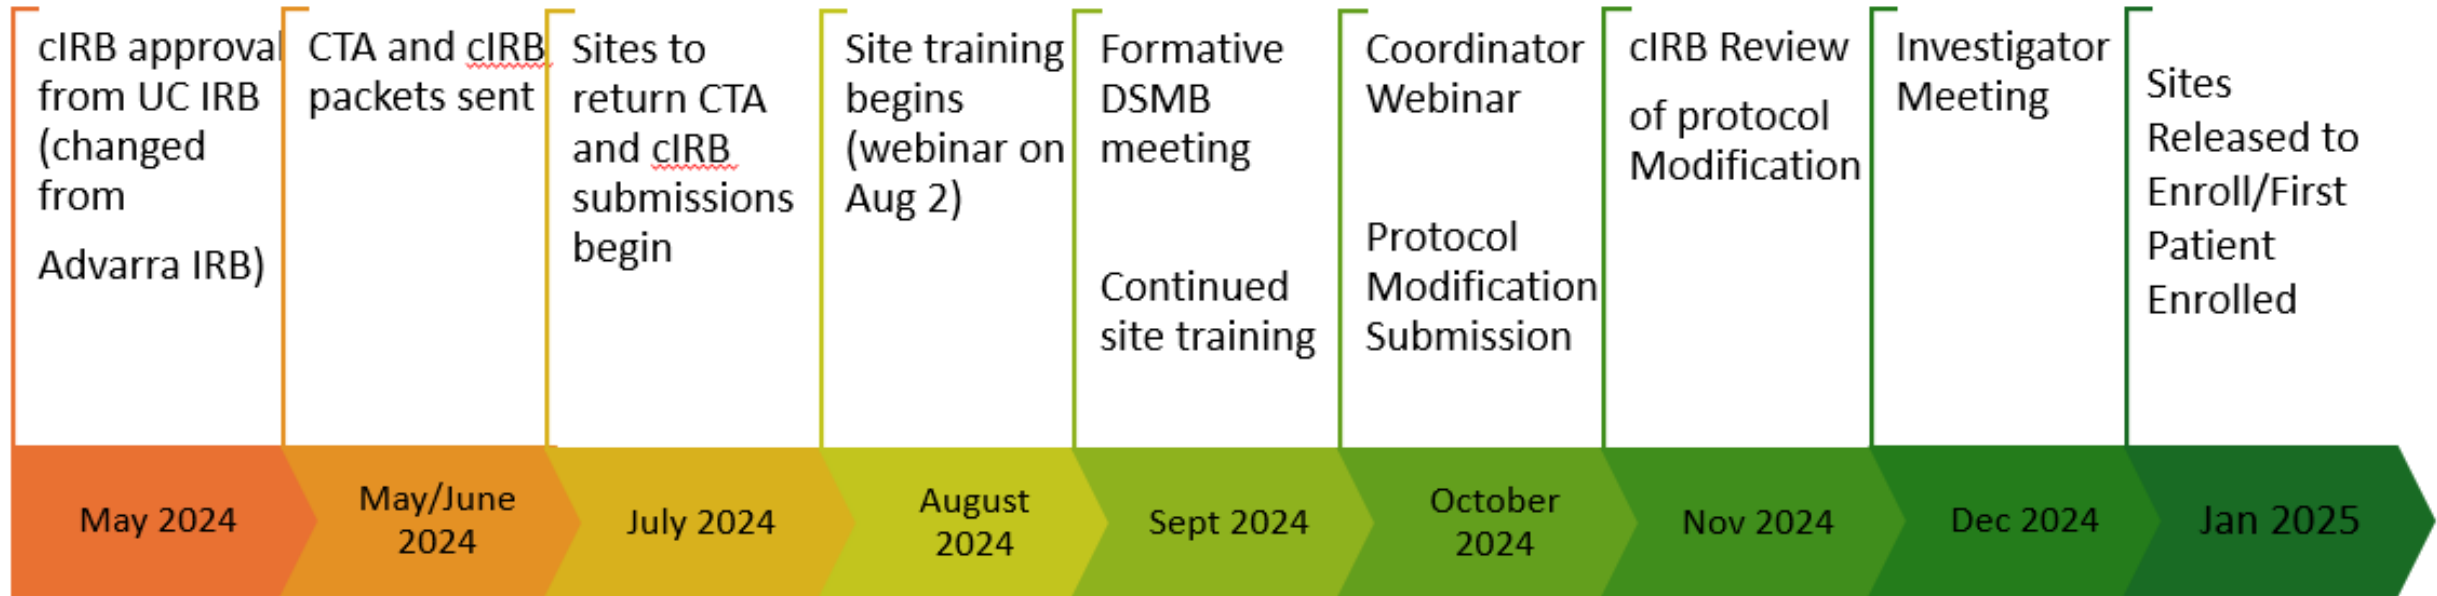 cIRB approval
from UC IRB
(changed
from
Advarra IRB)
CTA and cIRB
packets sent
Sites to
return CTA
and cIRB
submissions
begin
Site training
begins
(webinar on
Aug 2)
Formative
DSMB
meeting
Continued
site training
Coordinator
Webinar
Protocol
Modification
Submission
cIRB Review
of protocol
Modification
Investigator
Meeting
Sites
Released to
Enroll/First
Patient
Enrolled
May 2024
May/June
2024
July 2024
August
2024
Sept 2024
October
2024
Nov 2024
Dec 2024
Jan 2025